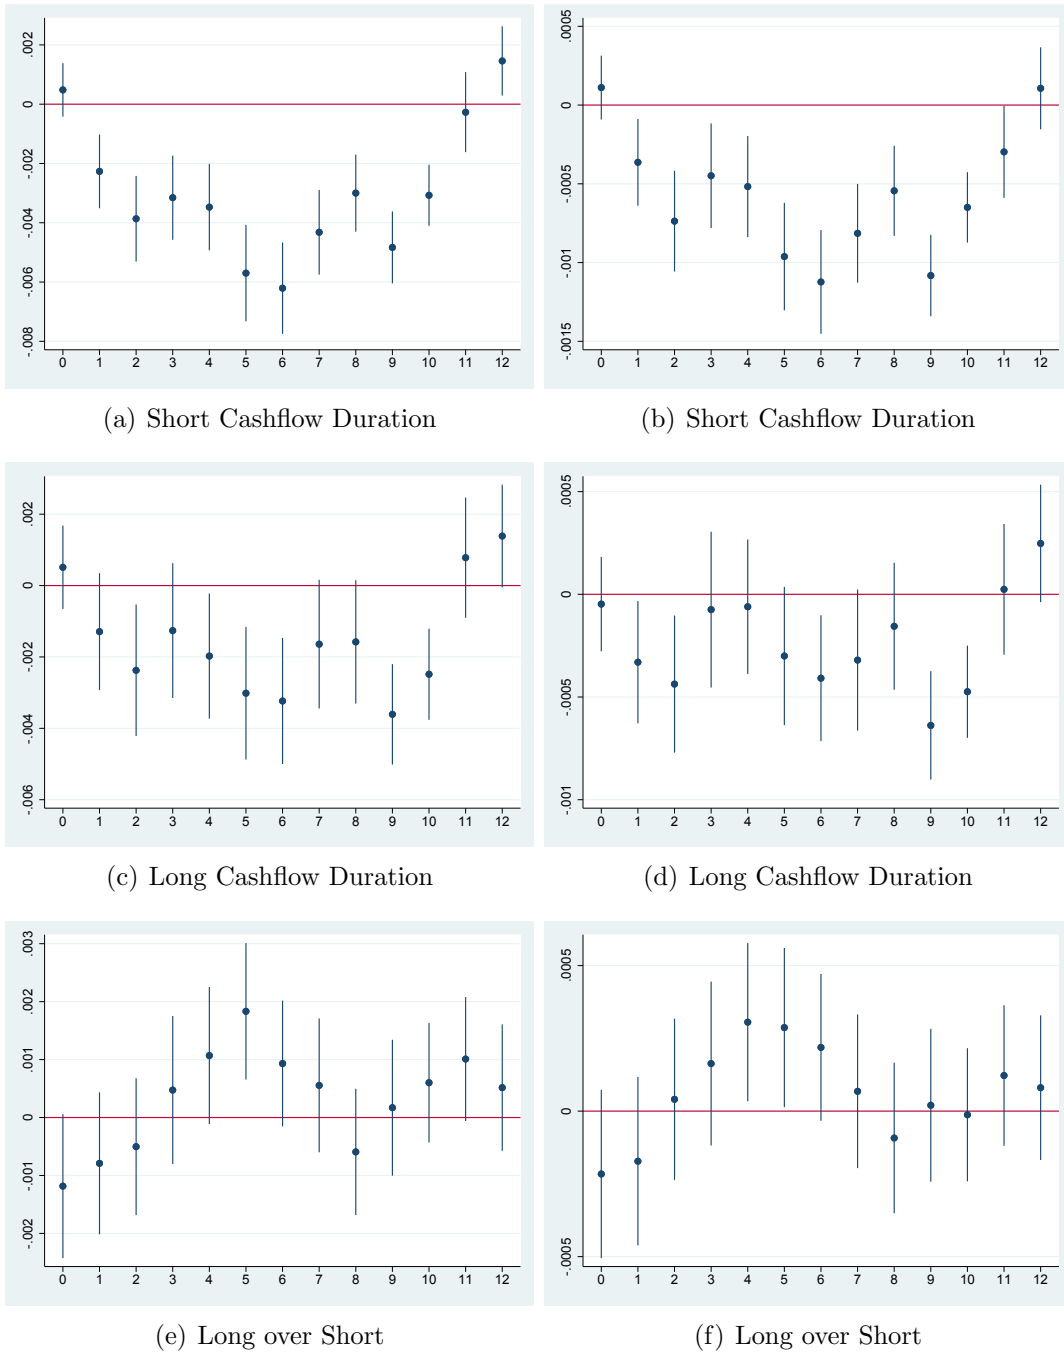 .002
0
-.002
-.004
-.006
-.008
0 1 2 3 4 5 6 7 8 9 10 11 12
(a) Short Cashflow Duration
.0005
0
-.0005
-.001
-.0015
0 1 2 3 4 5 6 7 8 9 10 11 12
(b) Short Cashflow Duration
.002
0
-.002
-.004
-.006
0 1 2 3 4 5 6 7 8 9 10 11 12
(c) Long Cashflow Duration
.0005
0
-.0005
-.001
0 1 2 3 4 5 6 7 8 9 10 11 12
(d) Long Cashflow Duration
.003
.002
.001
0
-.001
-.002
0 1 2 3 4 5 6 7 8 9 10 11 12
(e) Long over Short
.0005
0
-.0005
0 1 2 3 4 5 6 7 8 9 10 11 12
(f) Long over Short